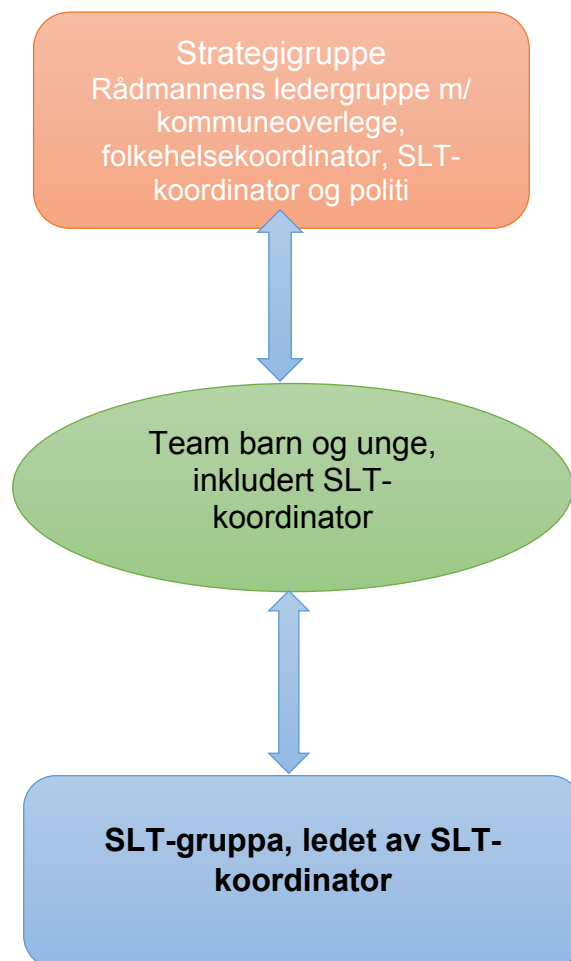 Strategigruppe
Rådmannens ledergruppe m/
kommuneoverlege,
folkehelsekoordinator, SLT-
koordinator og politi
Team barn og unge,
inkludert SLT-
koordinator
SLT-gruppa, ledet av SLT-
koordinator